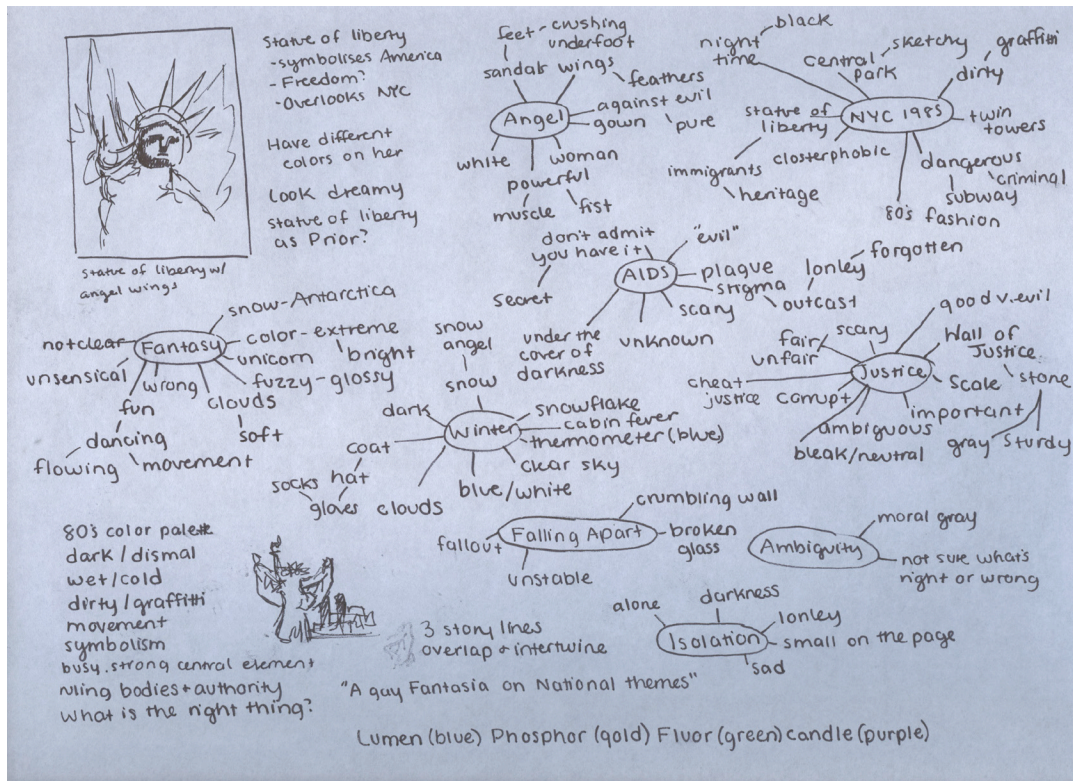 Statue of liberty
-symbolises America
-Freedom?
-Overlooks NYC
Have different
colors on her
Look dreamy
statue of liberty
as Prior?
statue of liberty w/
angel wings
feet - crushing
underfoot
sandals wings
feathers
Angel
against evil
gown
pure
white
woman
powerful
muscle
fist
black
night
time
central
park
sketchy
graffiti
dirty
statue of
liberty
NYC 1985
twin
towers
closterphobic
immigrants
heritage
dangerous
criminal
subway
80's fashion
don't admit
you have it
"evil"
AIDS
plague
stigma
lonley
forgotten
outcast
secret
scary
under the
cover of
darkness
unknown
snow-Antarctica
not clear
Fantasy
color-extreme
bright
unicorn
fuzzy-glossy
unsensical
wrong
clouds
soft
fun
dancing
flowing
movement
good v. evil
fair/
unfair
scary
Wall of
Justice
stone
Justice
Scale
cheat
justice
corrupt
important
ambiguous
bleak/neutral
gray
sturdy
snow
angel
snow
dark
snowflake
cabin fever
Winter
thermometer (blue)
coat
clear sky
socks
hat
gloves
clouds
blue/white
crumbling wall
Falling Apart
broken
glass
fallout
unstable
moral gray
Ambiguity
not sure what's
right or wrong
alone
darkness
lonley
Isolation
small on the page
sad
80's color palette
dark/dismal
wet/cold
dirty/graffitti
movement
symbolism
busy. strong central element
ruling bodies + authority
What is the right thing?
3 story lines
overlap + intertwine
"A gay Fantasia on National themes"
Lumen (blue) Phosphor (gold) Fluor (green) candle (purple)